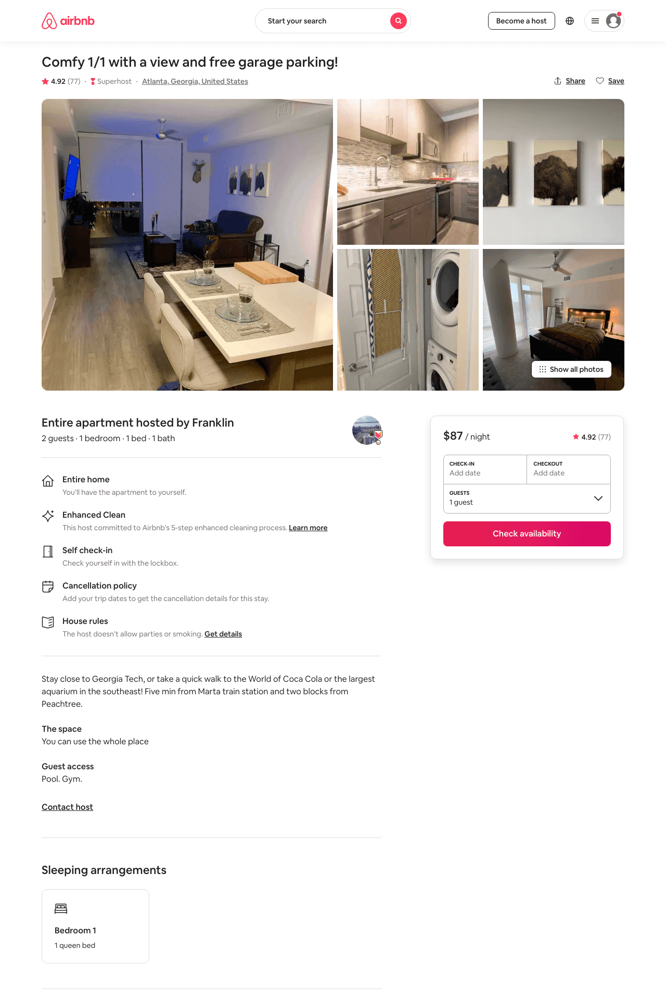 airbnb
Start your search
Become a host
Comfy 1/1 with a view and free garage parking!
4.92 (77) · Superhost · Atlanta, Georgia, United States
Share
Save
Show all photos
Entire apartment hosted by Franklin
2 guests · 1 bedroom · 1 bed · 1 bath
Entire home
You'll have the apartment to yourself.
Enhanced Clean
This host committed to Airbnb's 5-step enhanced cleaning process. Learn more
Self check-in
Check yourself in with the lockbox.
Cancellation policy
Add your trip dates to get the cancellation details for this stay.
House rules
The host doesn't allow parties or smoking. Get details
$87 / night
4.92 (77)
CHECK-IN
Add date
CHECKOUT
Add date
GUESTS
1 guest
Check availability
Stay close to Georgia Tech, or take a quick walk to the World of Coca Cola or the largest
aquarium in the southeast! Five min from Marta train station and two blocks from
Peachtree.
The space
You can use the whole place
Guest access
Pool. Gym.
Contact host
Sleeping arrangements
Bedroom 1
1 queen bed